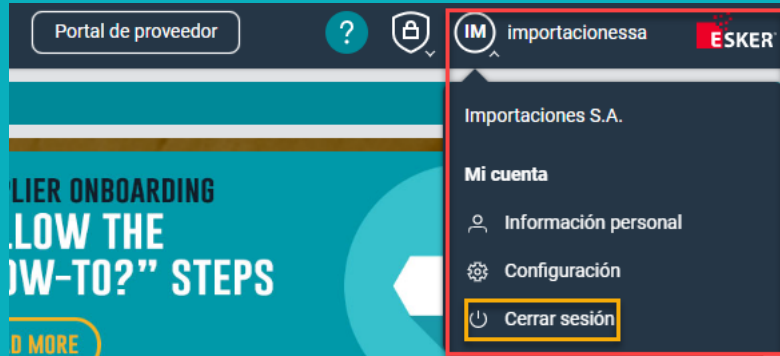 Portal de proveedor
?
IM importacionessa
ESKER
Importaciones S.A.
Mi cuenta
Información personal
Configuración
Cerrar sesión
LIER ONBOARDING
LLOW THE
OW-TO?” STEPS
D MORE